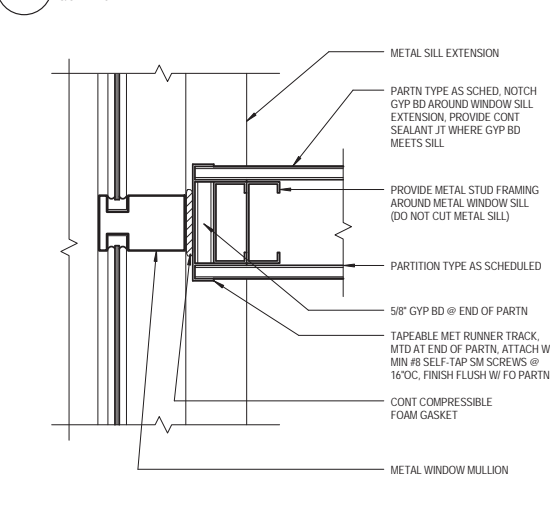 METAL SILL EXTENSION
PARTN TYPE AS SCHED, NOTCH
GYP BD AROUND WINDOW SILL
EXTENSION, PROVIDE CONT
SEALANT JT WHERE GYP BD
MEETS SILL
PROVIDE METAL STUD FRAMING
AROUND METAL WINDOW SILL
(DO NOT CUT METAL SILL)
PARTITION TYPE AS SCHEDULED
5/8" GYP BD @ END OF PARTN
TAPEABLE MET RUNNER TRACK,
MTD AT END OF PARTN, ATTACH W
MIN #8 SELF-TAP SM SCREWS @
16"OC, FINISH FLUSH W/ FO PARTN
CONT COMPRESSIBLE
FOAM GASKET
METAL WINDOW MULLION